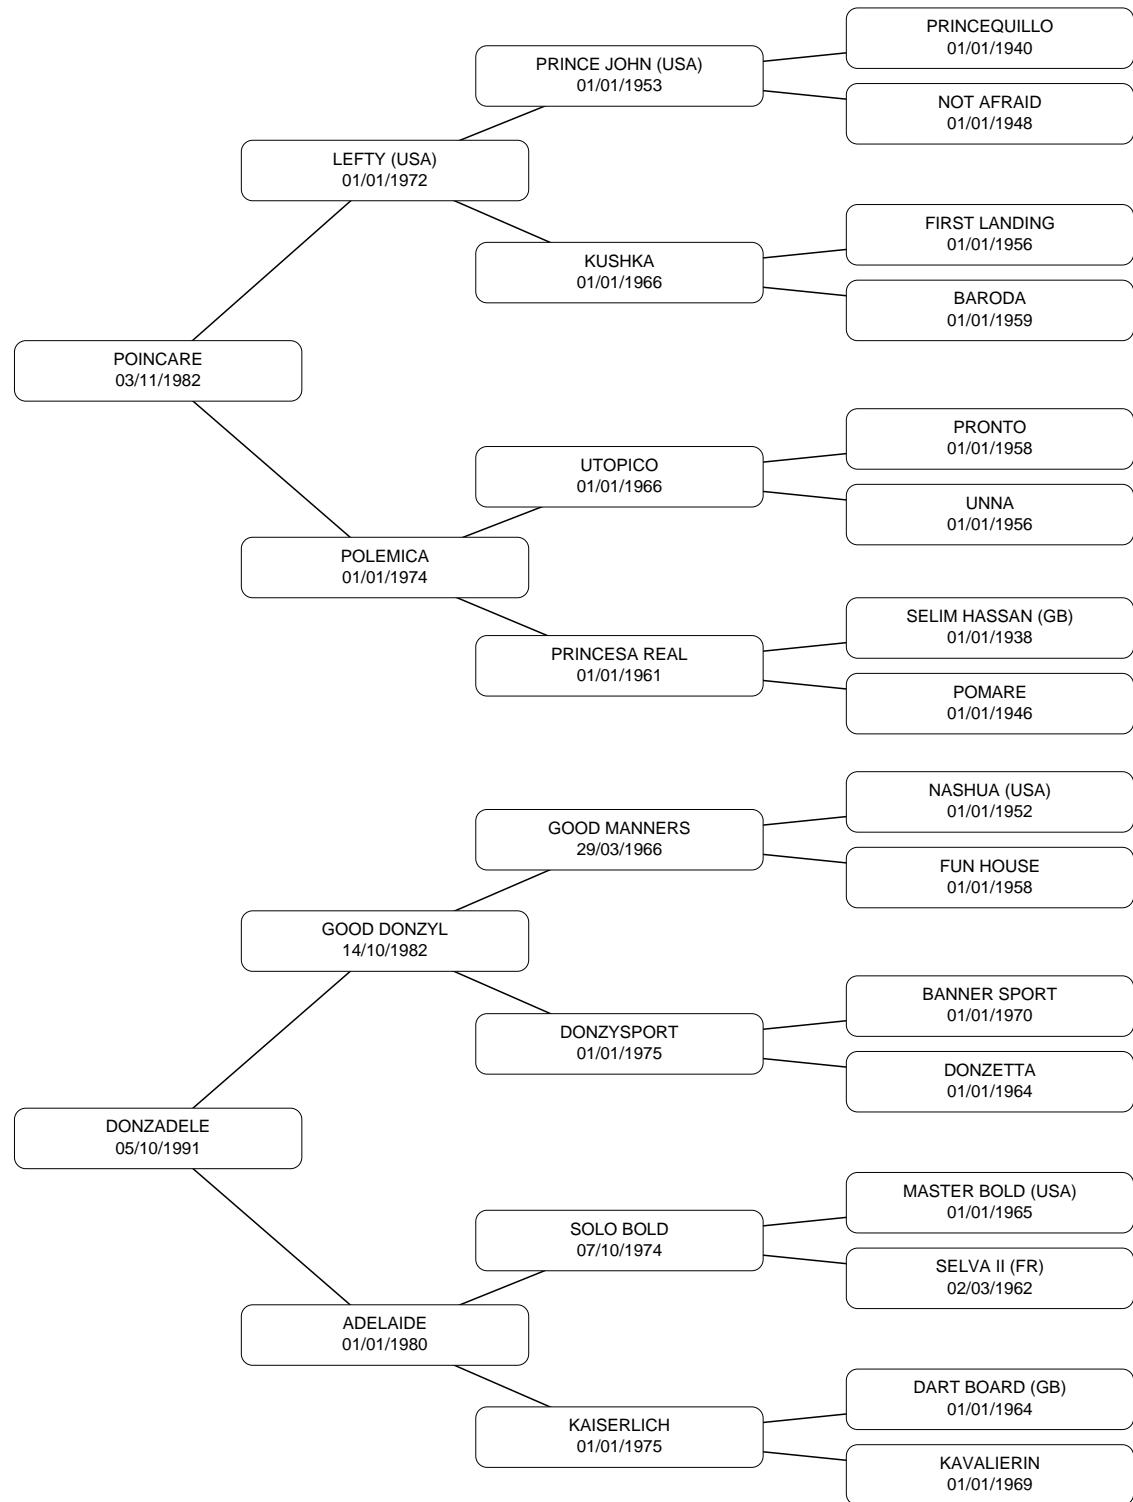 PRINCEQUILLO
01/01/1940
PRINCE JOHN (USA)
01/01/1953
NOT AFRAID
01/01/1948
LEFTY (USA)
01/01/1972
FIRST LANDING
01/01/1956
KUSHKA
01/01/1966
BARODA
01/01/1959
POINCARE
03/11/1982
PRONTO
01/01/1958
UTOPICO
01/01/1966
UNNA
01/01/1956
POLEMICA
01/01/1974
SELIM HASSAN (GB)
01/01/1938
PRINCESA REAL
01/01/1961
POMARE
01/01/1946
NASHUA (USA)
01/01/1952
GOOD MANNERS
29/03/1966
FUN HOUSE
01/01/1958
GOOD DONZYL
14/10/1982
BANNER SPORT
01/01/1970
DONZYSPORT
01/01/1975
DONZETTA
01/01/1964
DONZADELE
05/10/1991
MASTER BOLD (USA)
01/01/1965
SOLO BOLD
07/10/1974
SELVA II (FR)
02/03/1962
ADELAIDE
01/01/1980
DART BOARD (GB)
01/01/1964
KAISERLICH
01/01/1975
KAVALIERIN
01/01/1969